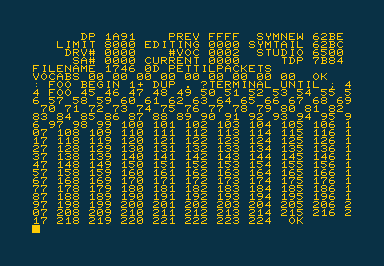 DP 1A91 PREV FFFF SYMNEW 62BE
LIMIT 8000 EDITING 0000 SYMTAIL 62BC
DRV# 0000 #VOC 0002 STUDIO 6500
SA# 0000 CURRENT 0000 TDP 7B84
FILENAME 1746 0D PETTILPACKETS
VOCABS 00 00 00 00 00 00 00 00 OK
: FOO BEGIN 1+ DUP . ?TERMINAL UNTIL ; 4
4 FOO 45 46 47 48 49 50 51 52 53 54 55 5
6 57 58 59 60 61 62 63 64 65 66 67 68 69
70 71 72 73 74 75 76 77 78 79 80 81 82
83 84 85 86 87 88 89 90 91 92 93 94 95 9
6 97 98 99 100 101 102 103 104 105 106 1
07 108 109 110 111 112 113 114 115 116 1
17 118 119 120 121 122 123 124 125 126 1
27 128 129 130 131 132 133 134 135 136 1
37 138 139 140 141 142 143 144 145 146 1
47 148 149 150 151 152 153 154 155 156 1
57 158 159 160 161 162 163 164 165 166 1
67 168 169 170 171 172 173 174 175 176 1
77 178 179 180 181 182 183 184 185 186 1
87 188 189 190 191 192 193 194 195 196 1
97 198 199 200 201 202 203 204 205 206 2
07 208 209 210 211 212 213 214 215 216 2
17 218 219 220 221 222 223 224 OK